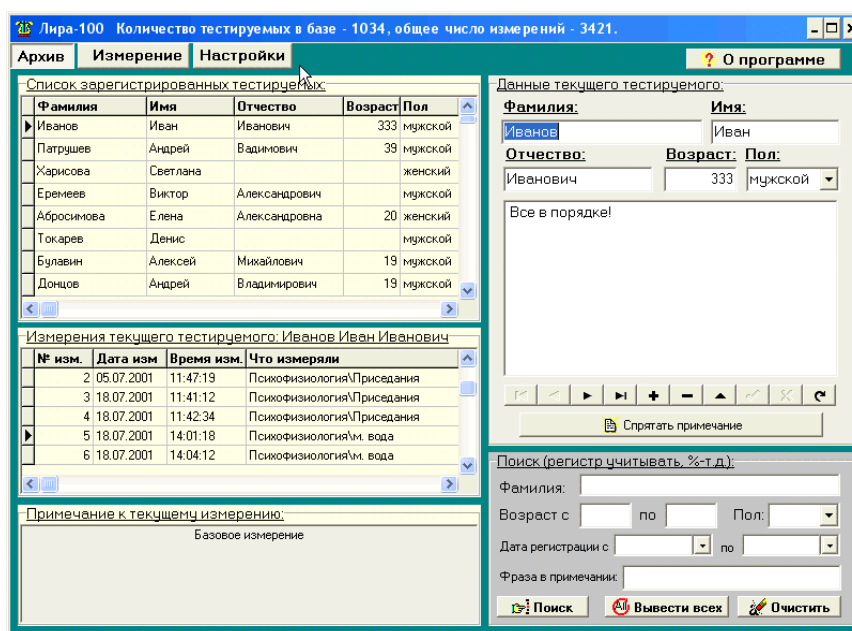 Лира-100 Количество тестируемых в базе - 1034, общее число измерений - 3421.
Архив Измерение Настройки
? О программе
Список зарегистрированных тестируемых:
Фамилия Имя Отчество Возраст Пол
Иванов Иван Иванович 333 мужской
Патрушев Андрей Вадимович 39 мужской
Харисова Светлана женский
Еремеев Виктор Александрович мужской
Абросимова Елена Александровна 20 женский
Токарев Денис мужской
Булавин Алексей Михайлович 19 мужской
Донцов Андрей Владимирович 19 мужской
Измерения текущего тестируемого: Иванов Иван Иванович
№ изм. Дата изм Время изм. Что измеряли
2 05.07.2001 11:47:19 Психофизиология\Приседания
3 18.07.2001 11:41:12 Психофизиология\Приседания
4 18.07.2001 11:42:34 Психофизиология\Приседания
5 18.07.2001 14:01:18 Психофизиология\м. вода
6 18.07.2001 14:04:12 Психофизиология\м. вода
Примечание к текущему измерению:
Базовое измерение
Данные текущего тестируемого:
Фамилия: Имя:
Иванов Иван
Отчество: Возраст: Пол:
Иванович 333 мужской
Все в порядке!
Спрятать примечание
Поиск (регистр учитывать, %-т.д.):
Фамилия:
Возраст с по Пол:
Дата регистрации с по
Фраза в примечании:
Поиск All Вывести всех Очистить